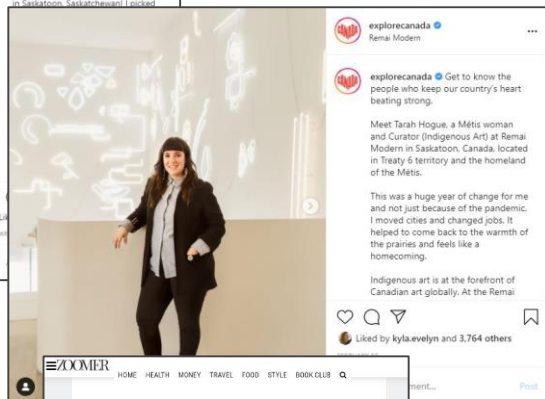 in Saskatoon, Saskatchewan! I picked
CANADA
explorecanada
Remai Modern
...
CANADA
explorecanada Get to know the
people who keep our country's heart
beating strong.
Meet Tarah Hogue, a Métis woman
and Curator (Indigenous Art) at Remai
Modern in Saskatoon, Canada, located
in Treaty 6 territory and the homeland
of the Métis.
This was a huge year of change for me
and not just because of the pandemic.
I moved cities and changed jobs. It
helped to come back to the warmth of
the prairies and feels like a
homecoming.
Indigenous art is at the forefront of
Canadian art globally. At the Remai
Liked by kyla.evelyn and 3,764 others
ZOOMER
HOME HEALTH MONEY TRAVEL FOOD STYLE BOOK CLUB
ment...
Post